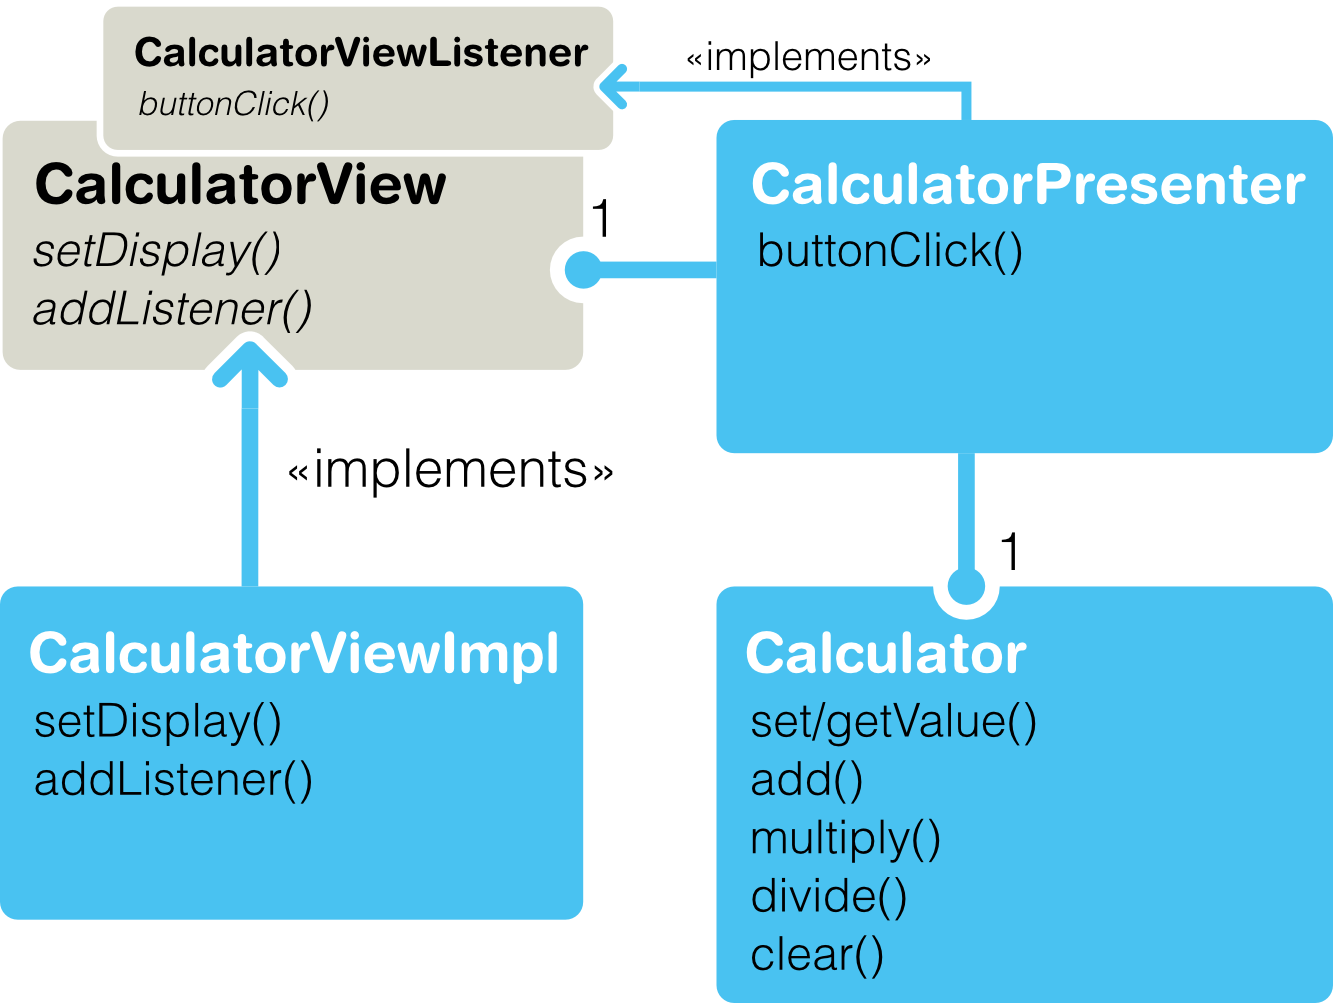 CalculatorViewListener
buttonClick()
«implements»
CalculatorView
setDisplay()
addListener()
1
CalculatorPresenter
buttonClick()
«implements»
1
CalculatorViewImpl
setDisplay()
addListener()
Calculator
set/getValue()
add()
multiply()
divide()
clear()